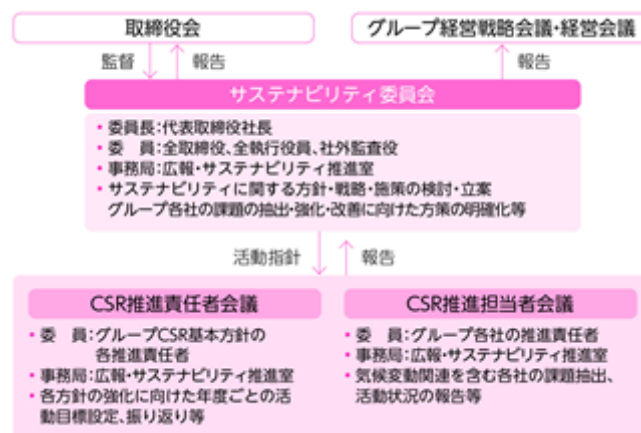 取締役会
グループ経営戦略会議・経営会議
監督
報告
報告
サステナビリティ委員会
・委員長：代表取締役社長
・委　員：全取締役、全執行役員、社外監査役
・事務局：広報・サステナビリティ推進室
・サステナビリティに関する方針・戦略・施策の検討・立案
グループ各社の課題の抽出・強化・改善に向けた方策の明確化等
活動指針
報告
CSR推進責任者会議
・委　員：グループCSR基本方針の
各推進責任者
・事務局：広報・サステナビリティ推進室
・各方針の強化に向けた年度ごとの活
動目標設定、振り返り等
CSR推進担当者会議
・委　員：グループ各社の推進責任者
・事務局：広報・サステナビリティ推進室
・気候変動関連を含む各社の課題抽出、
活動状況の報告等